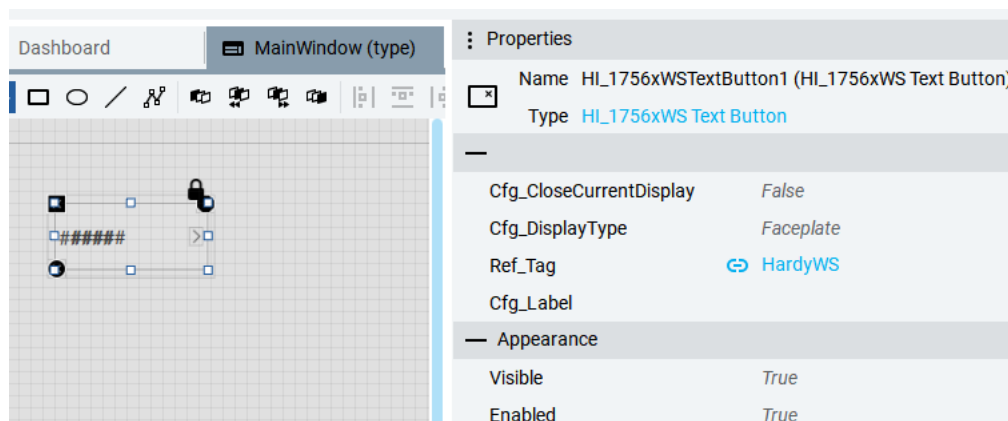 Dashboard
MainWindow (type)
######
Properties
Name HI_1756xWSTextButton1 (HI_1756xWS Text Button)
Type HI_1756xWS Text Button
Cfg_CloseCurrentDisplay False
Cfg_DisplayType Faceplate
Ref_Tag HardyWS
Cfg_Label
Appearance
Visible True
Enabled True